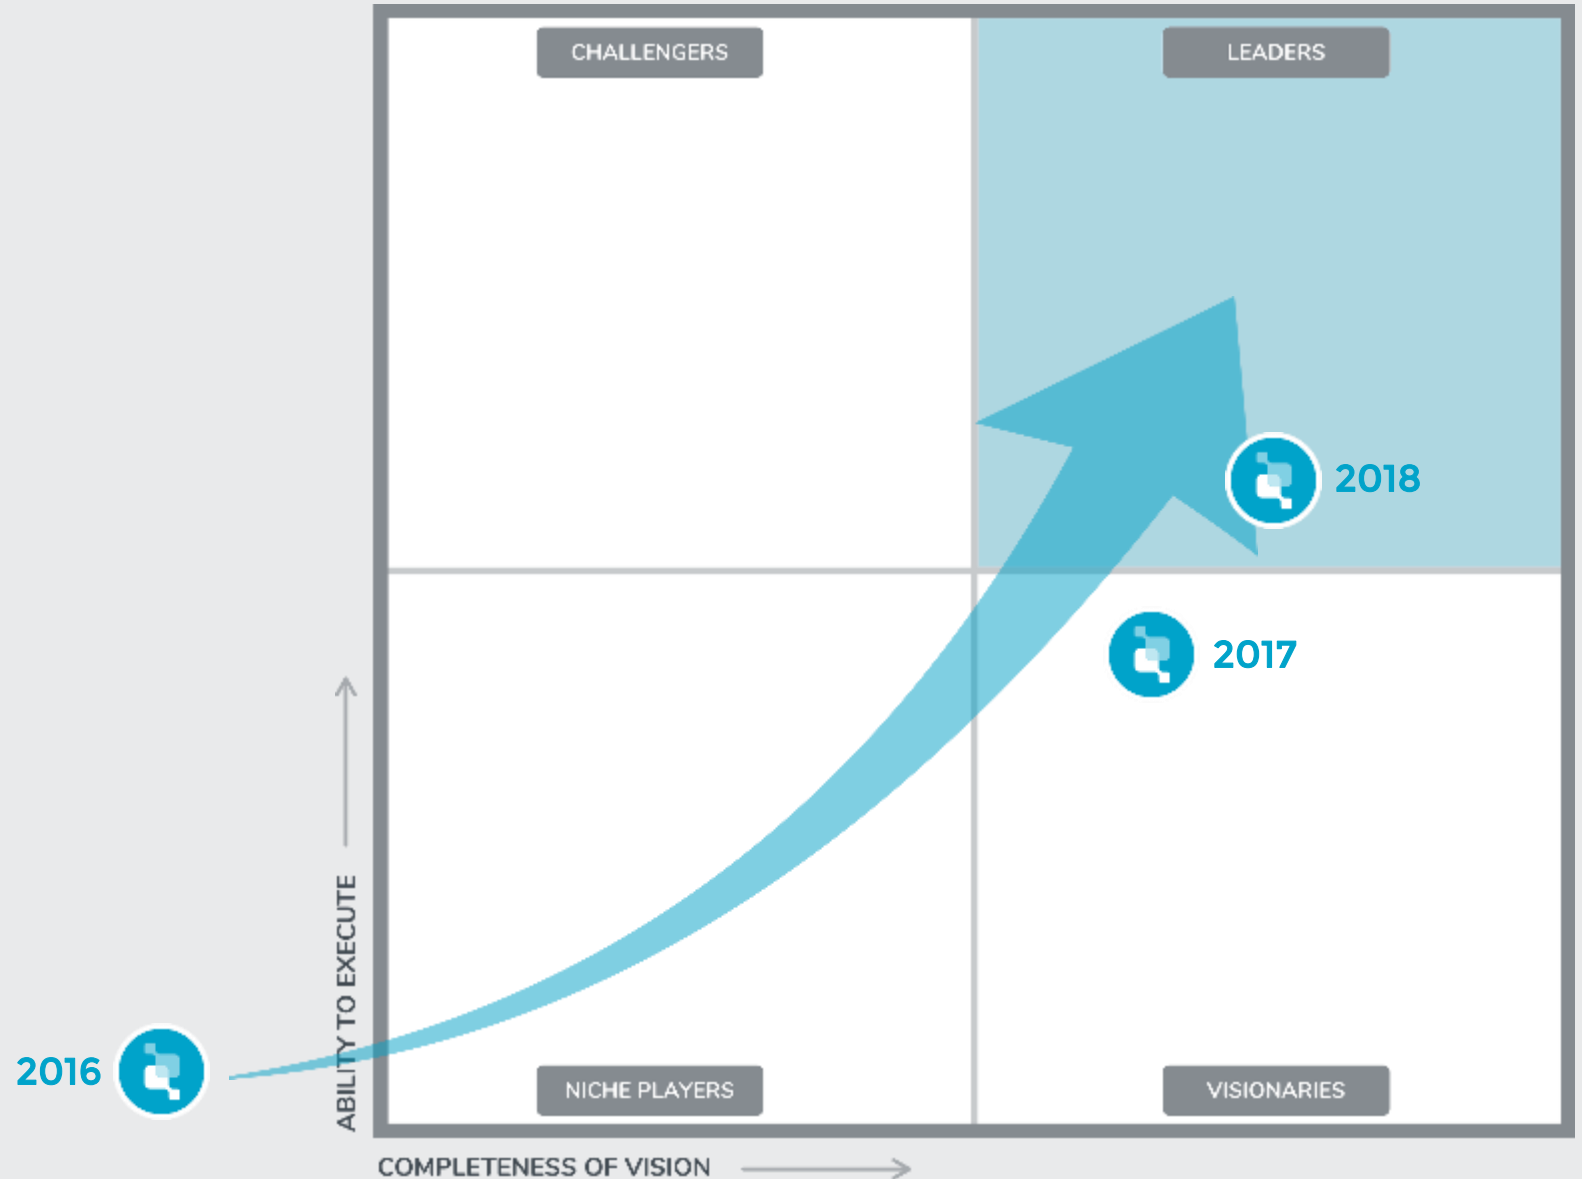 CHALLENGERS
LEADERS
2018
2017
ABILITY TO EXECUTE
2016
NICHE PLAYERS
VISIONARIES
COMPLETENESS OF VISION